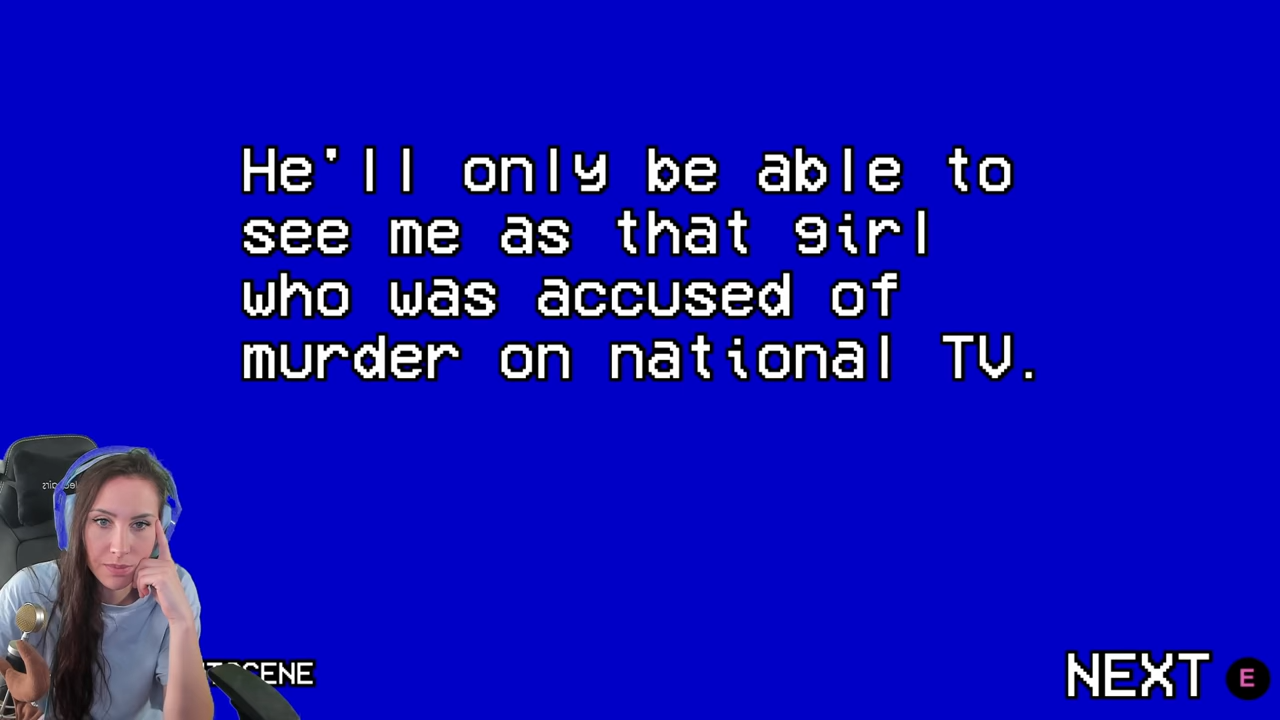 He'll only be able to
see me as that girl
who was accused of
murder on national TV.
NEXT E